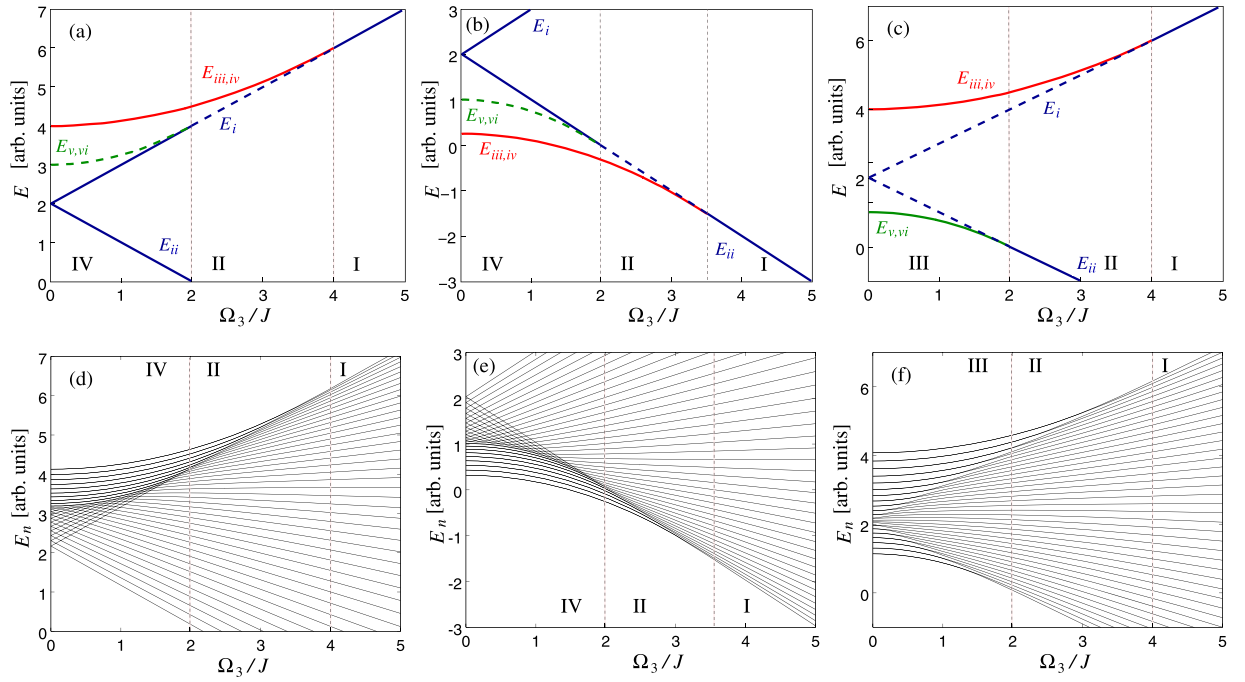 (a)
E [arb. units]
7
6
5
4
3
2
1
0
E_{iii,iv}
E_i
E_{v,vi}
E_{ii}
IV
II
I
0 1 2 3 4 5
Ω_3/J
(b)
E [arb. units]
3
2
1
0
−1
−2
−3
E_i
E_{v,vi}
E_{iii,iv}
E_{ii}
IV
II
I
0 1 2 3 4 5
Ω_3/J
(c)
E [arb. units]
6
4
2
0
E_{iii,iv}
E_i
E_{v,vi}
E_{ii}
III
II
I
0 1 2 3 4 5
Ω_3/J
(d)
E_n [arb. units]
7
6
5
4
3
2
1
0
IV
II
I
0 1 2 3 4 5
Ω_3/J
(e)
E_n [arb. units]
3
2
1
0
-1
-2
-3
IV
II
I
0 1 2 3 4 5
Ω_3/J
(f)
E_n [arb. units]
6
4
2
0
III
II
I
0 1 2 3 4 5
Ω_3/J